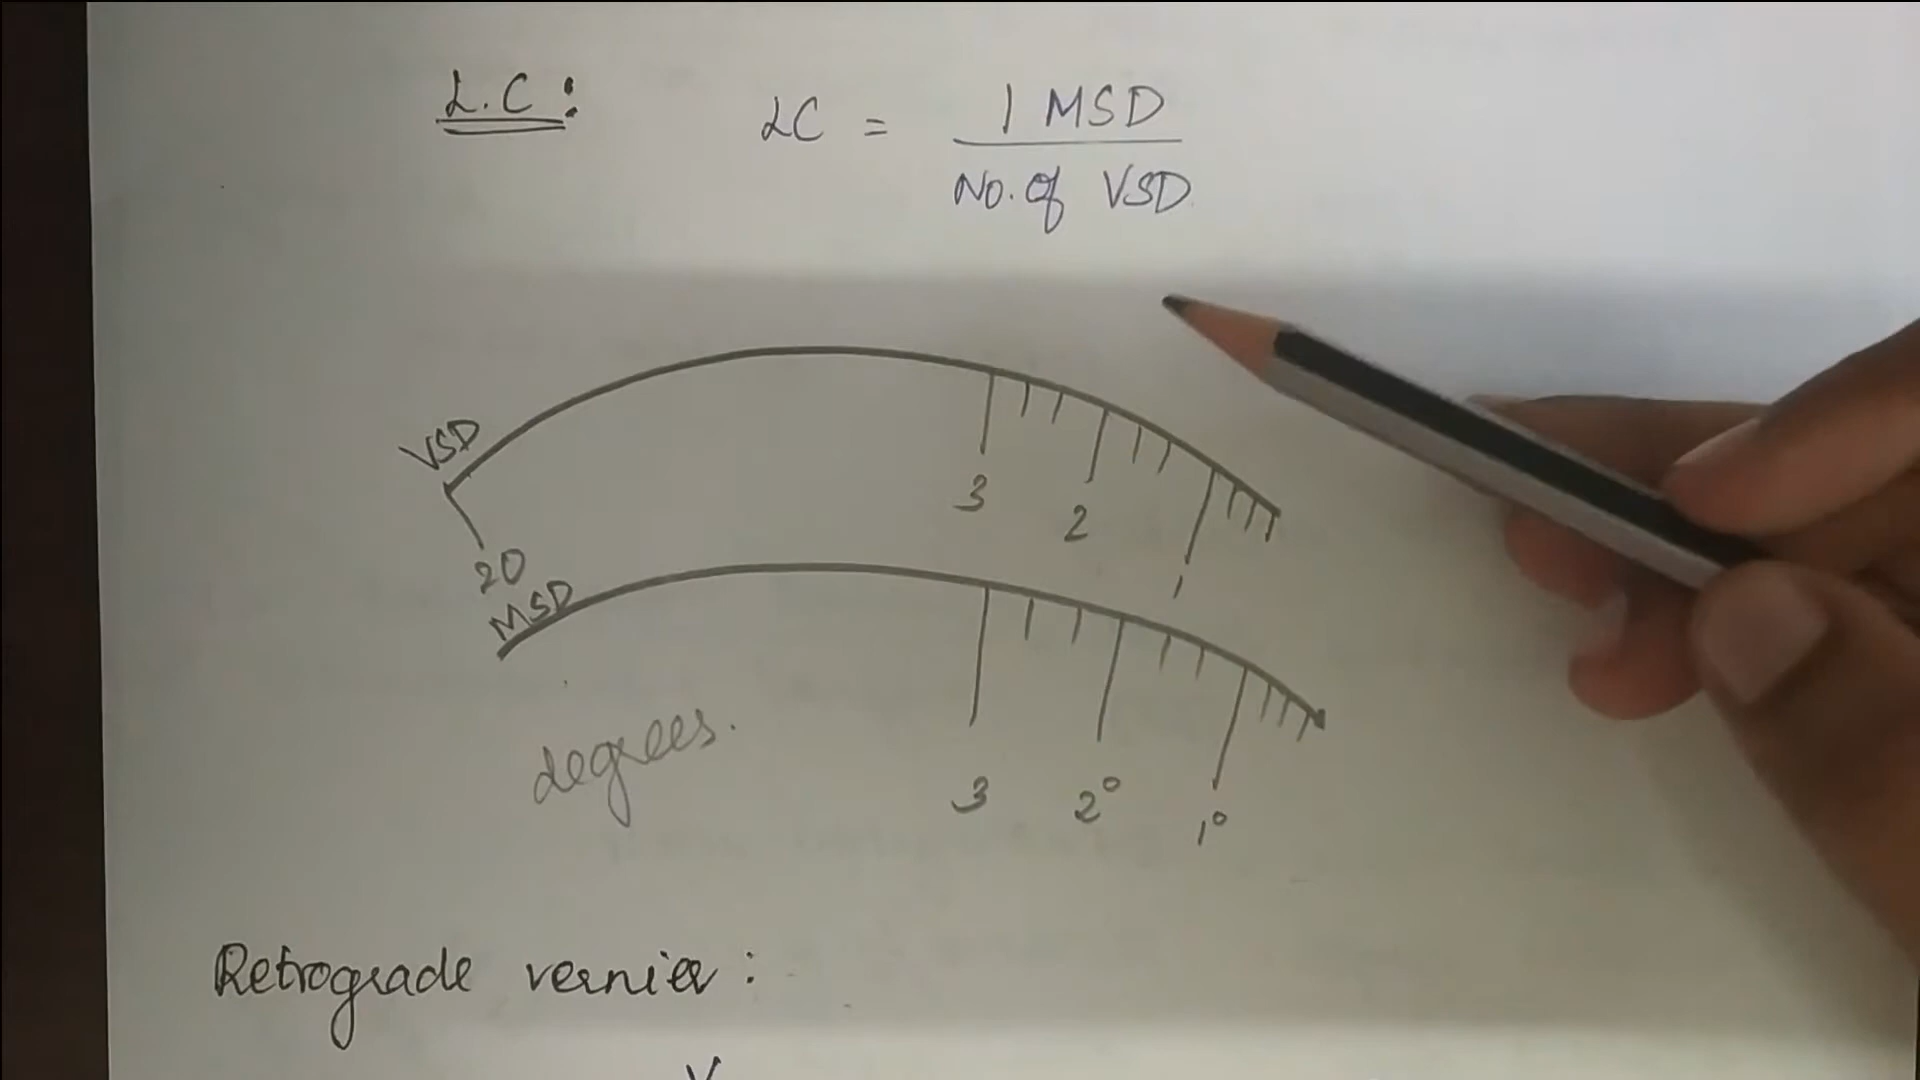 L.C :
LC = 1 MSD
No. of VSD
VSD
3
2
1
20
MSD
degrees.
3 2° 1°
Retrograde vernier :
V